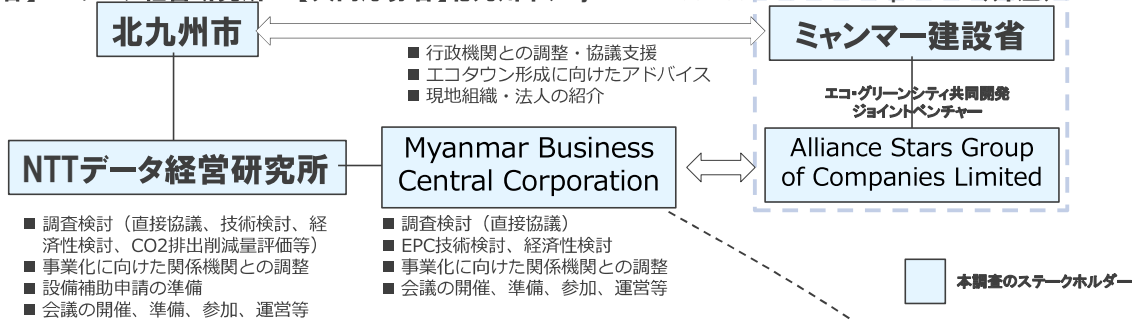 北九州市
ミャンマー建設省
■ 行政機関との調整・協議支援
■ エコタウン形成に向けたアドバイス
■ 現地組織・法人の紹介
エコ・グリーンシティ共同開発
ジョイントベンチャー
NTTデータ経営研究所
Myanmar Business
Central Corporation
Alliance Stars Group
of Companies Limited
■ 調査検討（直接協議、技術検討、経
済性検討、CO2排出削減量評価等）
■ 事業化に向けた関係機関との調整
■ 設備補助申請の準備
■ 会議の開催、準備、参加、運営等
■ 調査検討（直接協議）
■ EPC技術検討、経済性検討
■ 事業化に向けた関係機関との調整
■ 会議の開催、準備、参加、運営等
本調査のステークホルダー